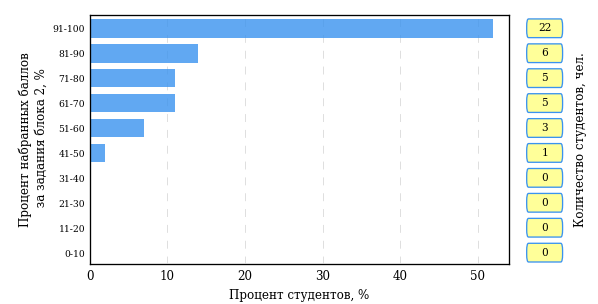 Процент набранных баллов
за задания блока 2, %
91-100 22
81-90 6
71-80 5
61-70 5
51-60 3
41-50 1
31-40 0
21-30 0
11-20 0
0-10 0
0 10 20 30 40 50
Процент студентов, %
Количество студентов, чел.